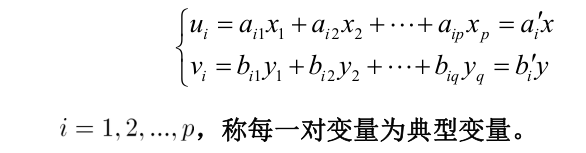 u_i = a_{i1}x_1 + a_{i2}x_2 + ⋯ + a_{ip}x_p = a_i'x
v_i = b_{i1}y_1 + b_{i2}y_2 + ⋯ + b_{iq}y_q = b_i'y
i = 1, 2, ..., p，称每一对变量为典型变量。